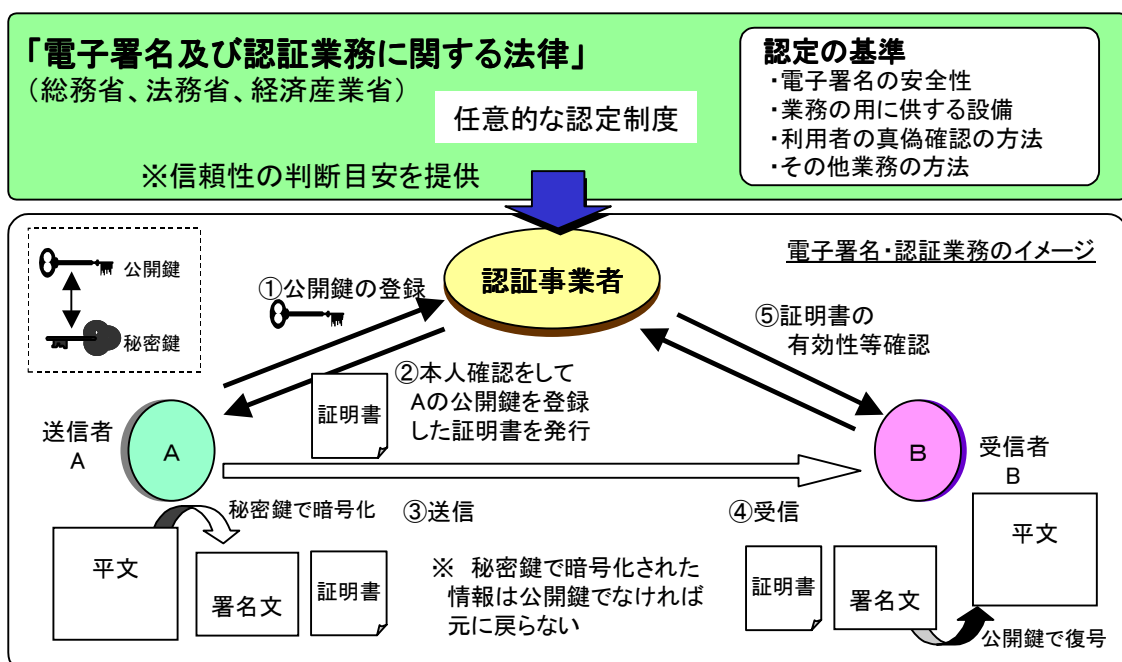 「電子署名及び認証業務に関する法律」
（総務省、法務省、経済産業省）
任意的な認定制度
※信頼性の判断目安を提供
認定の基準
・電子署名の安全性
・業務の用に供する設備
・利用者の真偽確認の方法
・その他業務の方法
電子署名・認証業務のイメージ
公開鍵
秘密鍵
認証事業者
①公開鍵の登録
②本人確認をして
Aの公開鍵を登録
した証明書を発行
証明書
⑤証明書の
有効性等確認
送信者
A
A
B
受信者
B
秘密鍵で暗号化
③送信
④受信
平文
署名文
証明書
※ 秘密鍵で暗号化された
情報は公開鍵でなければ
元に戻らない
証明書
署名文
平文
公開鍵で復号